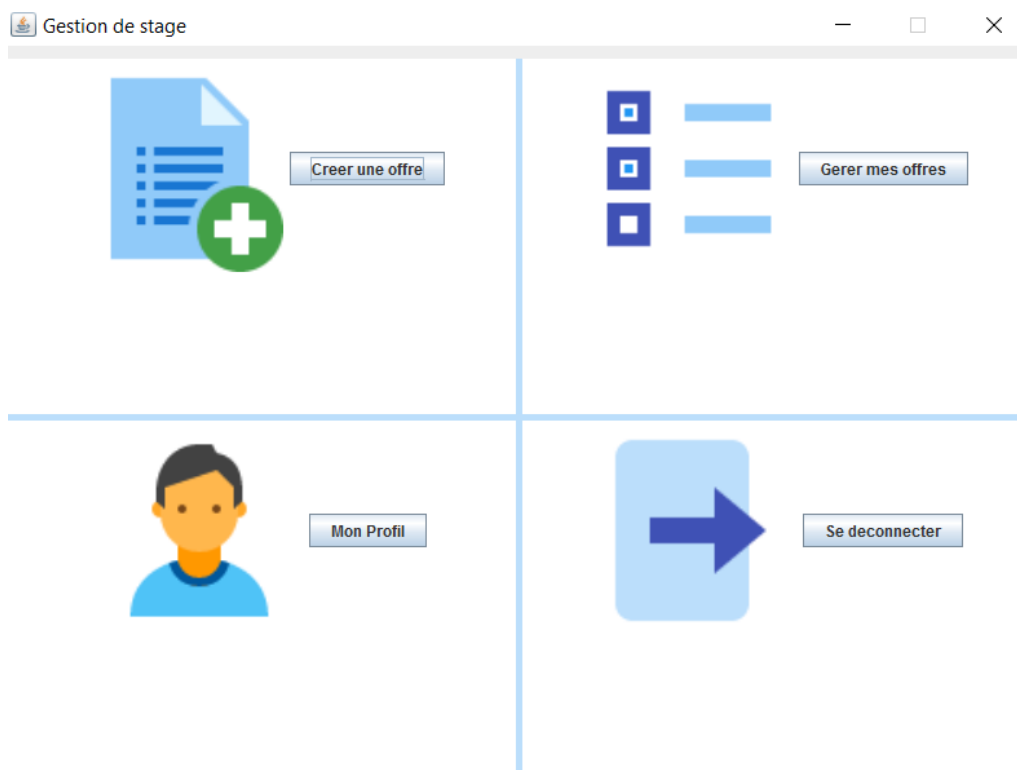 Gestion de stage
Creer une offre
Gerer mes offres
Mon Profil
Se deconnecter